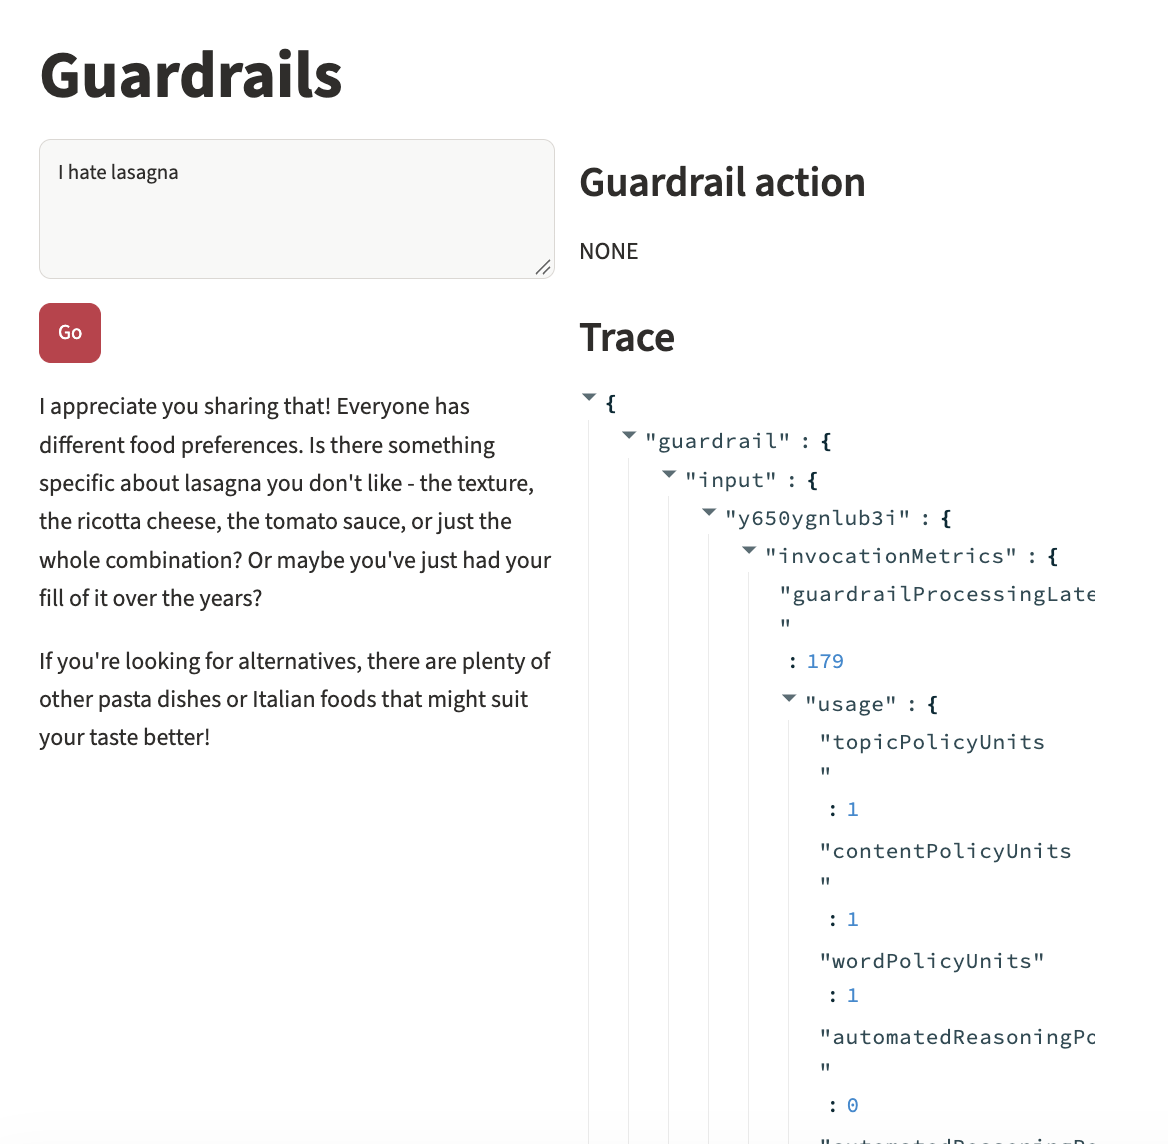 Guardrails
I hate lasagna
Go
I appreciate you sharing that! Everyone has
different food preferences. Is there something
specific about lasagna you don't like - the texture,
the ricotta cheese, the tomato sauce, or just the
whole combination? Or maybe you've just had your
fill of it over the years?
If you're looking for alternatives, there are plenty of
other pasta dishes or Italian foods that might suit
your taste better!
Guardrail action
NONE
Trace
{
"guardrail" : {
"input" : {
"y650ygnlub3i" : {
"invocationMetrics" : {
"guardrailProcessingLate
"
: 179
"usage" : {
"topicPolicyUnits
"
: 1
"contentPolicyUnits
"
: 1
"wordPolicyUnits"
: 1
"automatedReasoningPo
"
: 0